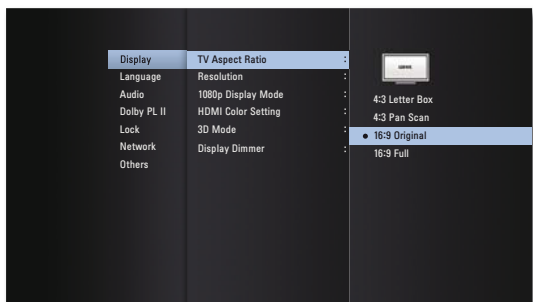 Display
Language
Audio
Dolby PL II
Lock
Network
Others
TV Aspect Ratio :
Resolution :
1080p Display Mode :
HDMI Color Setting :
3D Mode :
Display Dimmer :
4:3 Letter Box
4:3 Pan Scan
● 16:9 Original
16:9 Full